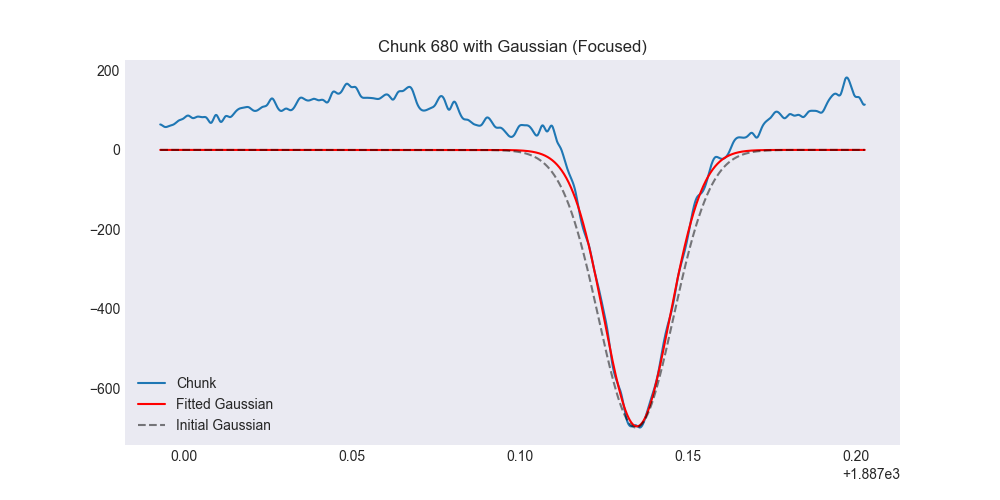 Chunk 680 with Gaussian (Focused)
200
0
−200
−400
−600
Chunk
Fitted Gaussian
Initial Gaussian
0.00 0.05 0.10 0.15 0.20
+1.887e3